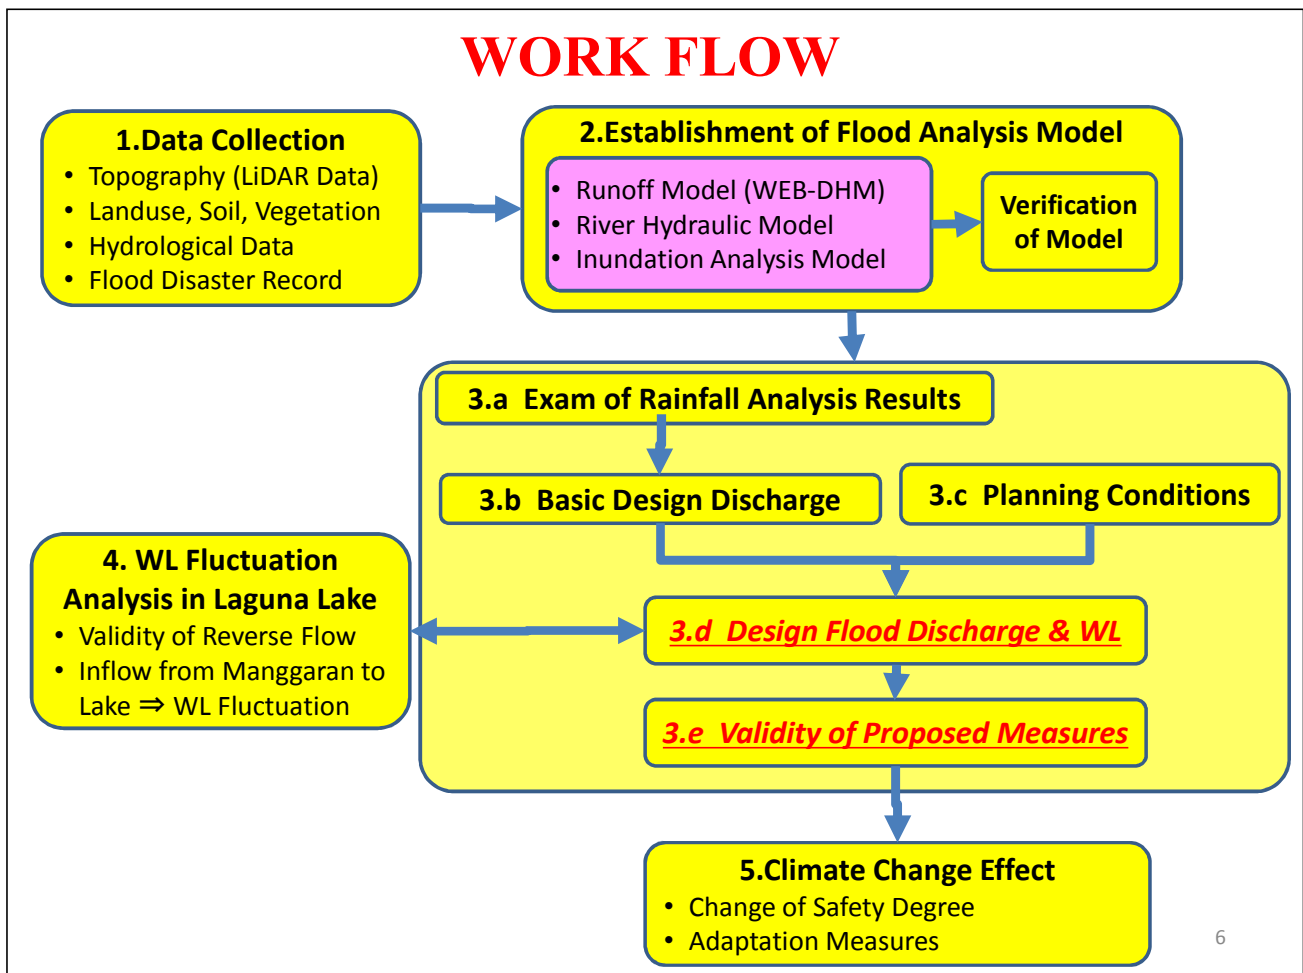 WORK FLOW
1.Data Collection
• Topography (LiDAR Data)
• Landuse, Soil, Vegetation
• Hydrological Data
• Flood Disaster Record
2.Establishment of Flood Analysis Model
• Runoff Model (WEB-DHM)
• River Hydraulic Model
• Inundation Analysis Model
Verification
of Model
3.a Exam of Rainfall Analysis Results
3.b Basic Design Discharge
3.c Planning Conditions
4. WL Fluctuation
Analysis in Laguna Lake
• Validity of Reverse Flow
• Inflow from Manggaran to
Lake ⇒ WL Fluctuation
3.d Design Flood Discharge & WL
3.e Validity of Proposed Measures
5.Climate Change Effect
• Change of Safety Degree
• Adaptation Measures
6